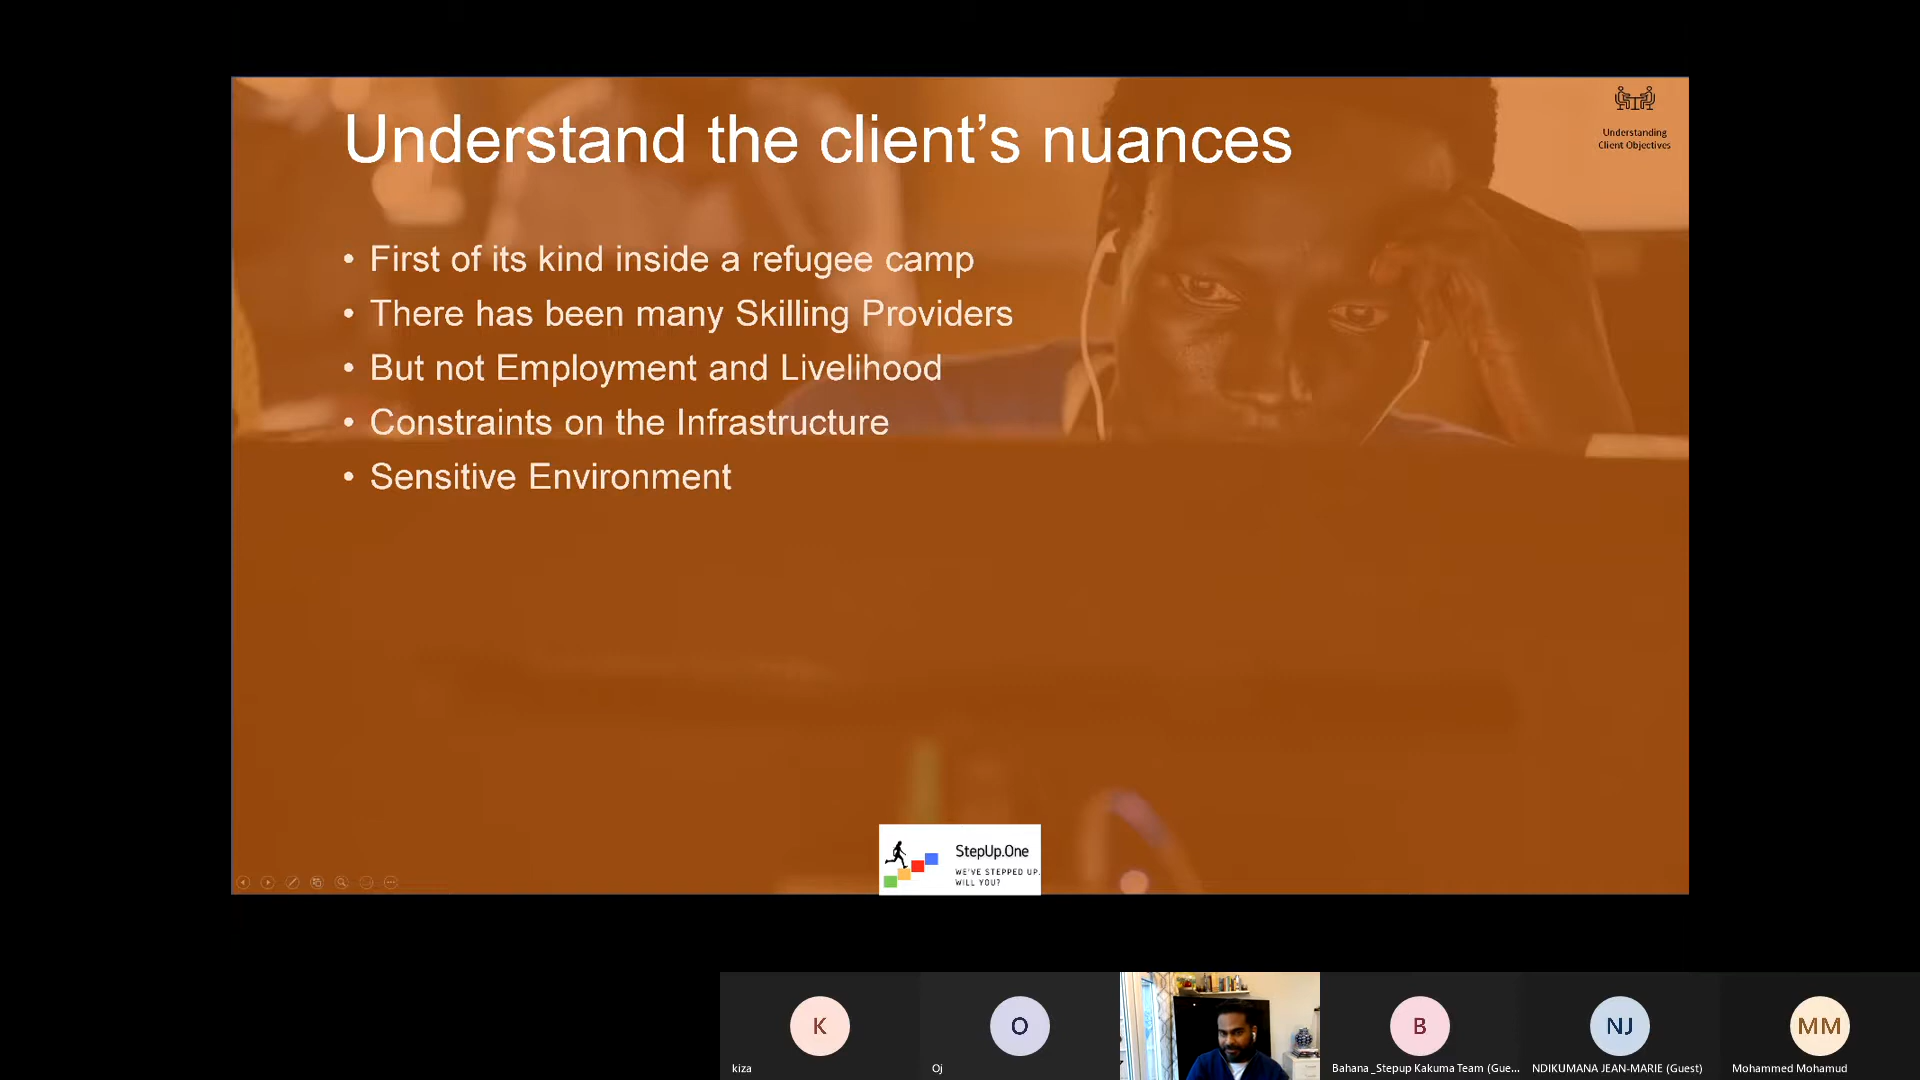 Understand the client’s nuances
Understanding
Client Objectives
• First of its kind inside a refugee camp
• There has been many Skilling Providers
• But not Employment and Livelihood
• Constraints on the Infrastructure
• Sensitive Environment
StepUp.One
WE'VE STEPPED UP.
WILL YOU?
K
O
B
NJ
MM
kiza
Oj
Bahana _Stepup Kakuma Team (Gue...
NDIKUMANA JEAN-MARIE (Guest)
Mohammed Mohamud